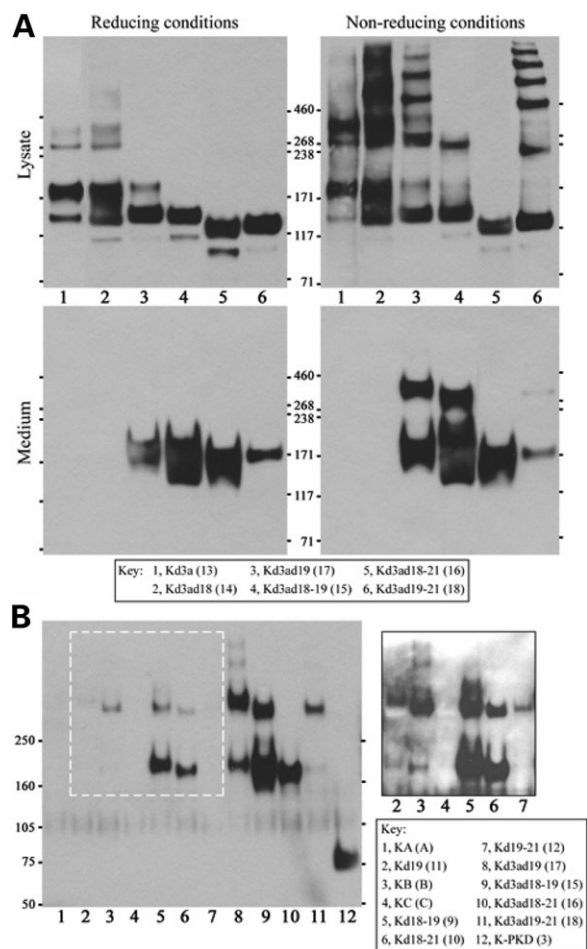 A
Reducing conditions
Non-reducing conditions
Lysate
460
268
238
171
117
71
1 2 3 4 5 6
1 2 3 4 5 6
Medium
460
268
238
171
117
71
Key: 1, Kd3a (13) 3, Kd3ad19 (17) 5, Kd3ad18-21 (16)
2, Kd3ad18 (14) 4, Kd3ad18-19 (15) 6, Kd3ad19-21 (18)
B
250
160
105
75
50
1 2 3 4 5 6 7 8 9 10 11 12
2 3 4 5 6 7
Key:
1, KA (A) 7, Kd19-21 (12)
2, Kd19 (11) 8, Kd3ad19 (17)
3, KB (B) 9, Kd3ad18-19 (15)
4, KC (C) 10, Kd3ad18-21 (16)
5, Kd18-19 (9) 11, Kd3ad19-21 (18)
6, Kd18-21 (10) 12, K-PKD (3)